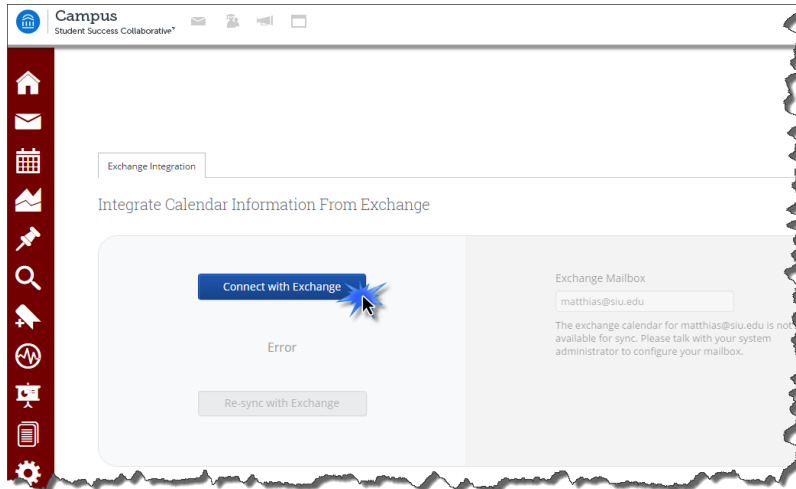 Campus
Student Success Collaborative™
Exchange Integration
Integrate Calendar Information From Exchange
Connect with Exchange
Error
Re-sync with Exchange
Exchange Mailbox
matthias@siu.edu
The exchange calendar for matthias@siu.edu is not
available for sync. Please talk with your system
administrator to configure your mailbox.